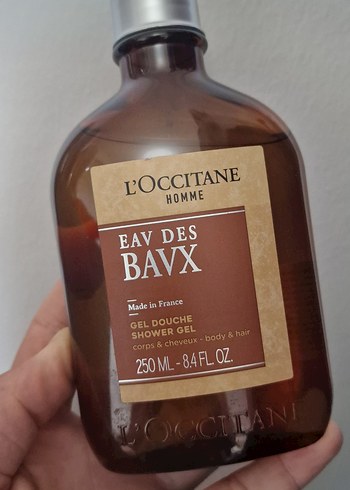 L'OCCITANE
HOMME
EAV DES
BAVX
Made in France
GEL DOUCHE
SHOWER GEL
corps & cheveux - body & hair
250 ML - 8.4 FL. OZ.
L'OCCITANE